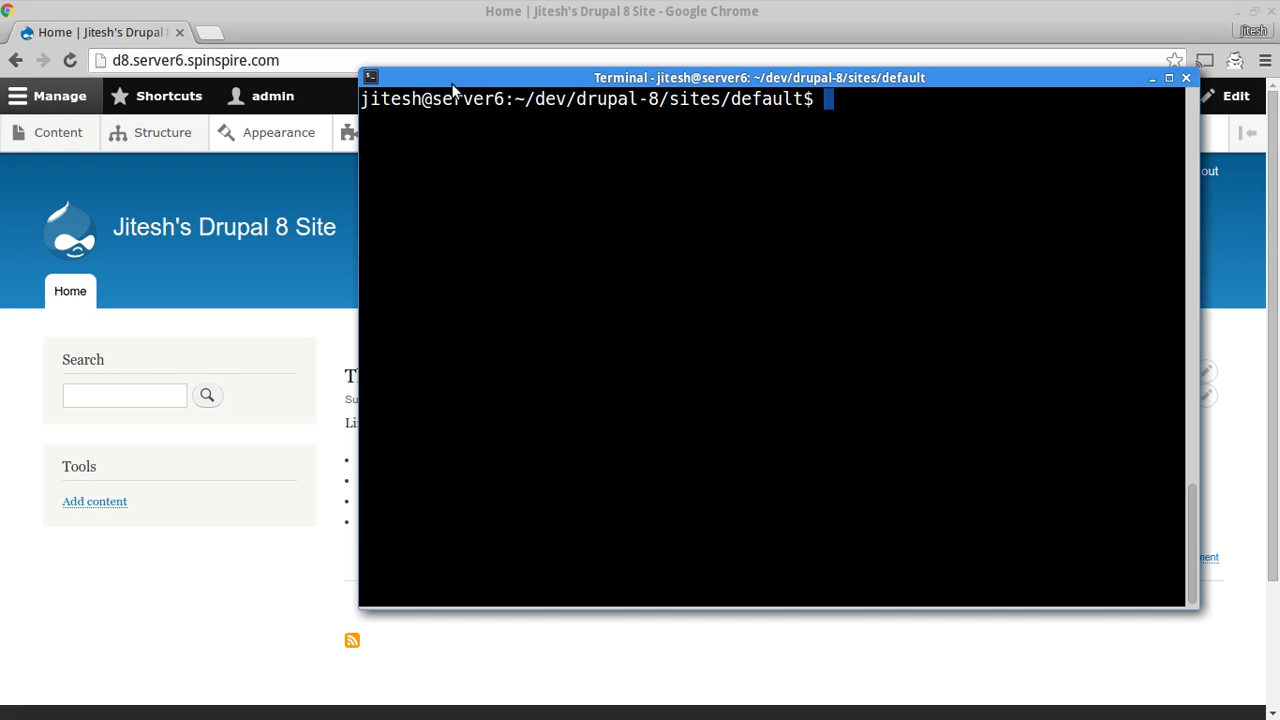 Home | Jitesh's Drupal 8 Site - Google Chrome
Home | Jitesh's Drupal
Jitesh
d8.server6.spinspire.com
Terminal - jitesh@server6: ~/dev/drupal-8/sites/default
Manage
Shortcuts
admin
Edit
jitesh@server6:~/dev/drupal-8/sites/default$
Content
Structure
Appearance
out
Jitesh's Drupal 8 Site
Home
Search
Tools
Add content